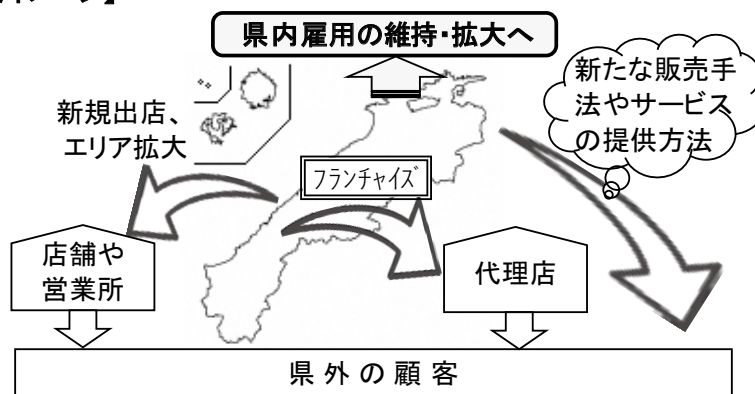 県内雇用の維持・拡大へ
新たな販売手
法やサービス
の提供方法
新規出店、
エリア拡大
フランチャイズ
店舗や
営業所
代理店
県外の顧客